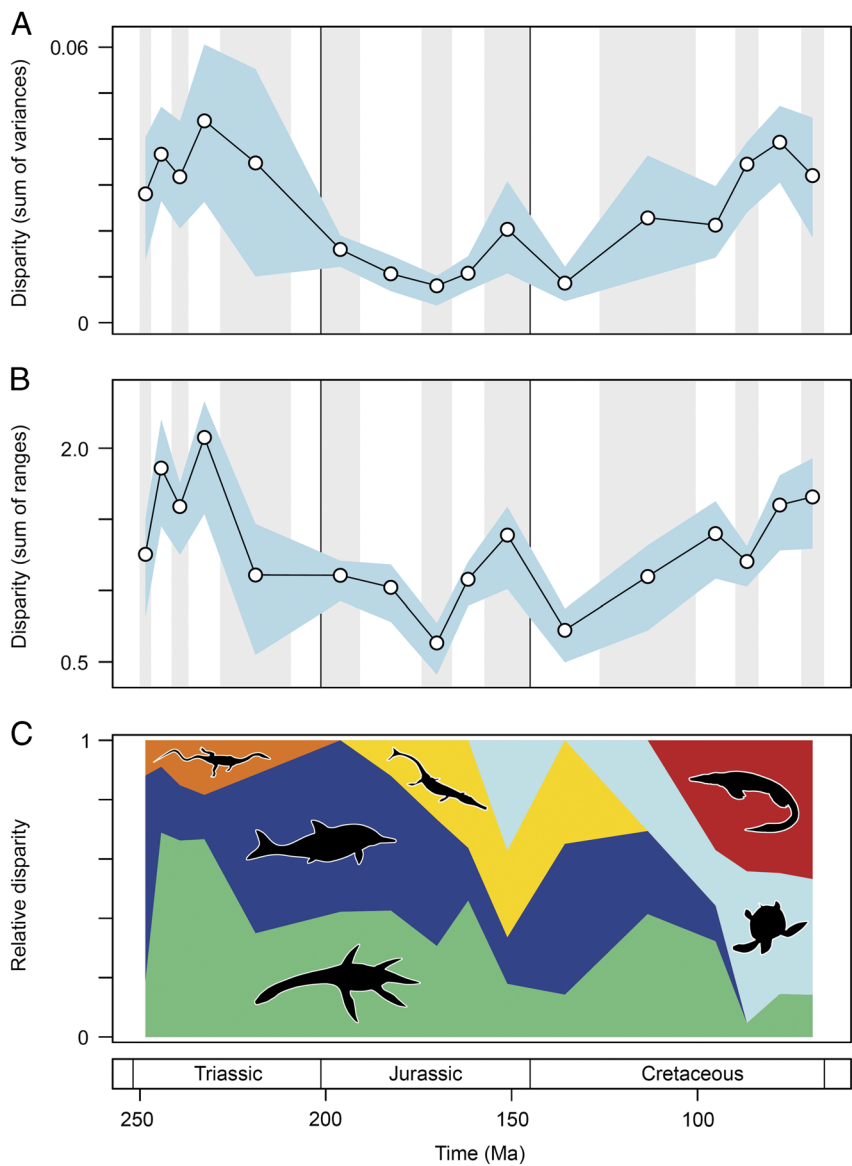 A
0.06
Disparity (sum of variances)
0
B
2.0
Disparity (sum of ranges)
0.5
C
1
Relative disparity
0
Triassic Jurassic Cretaceous
250 200 150 100
Time (Ma)